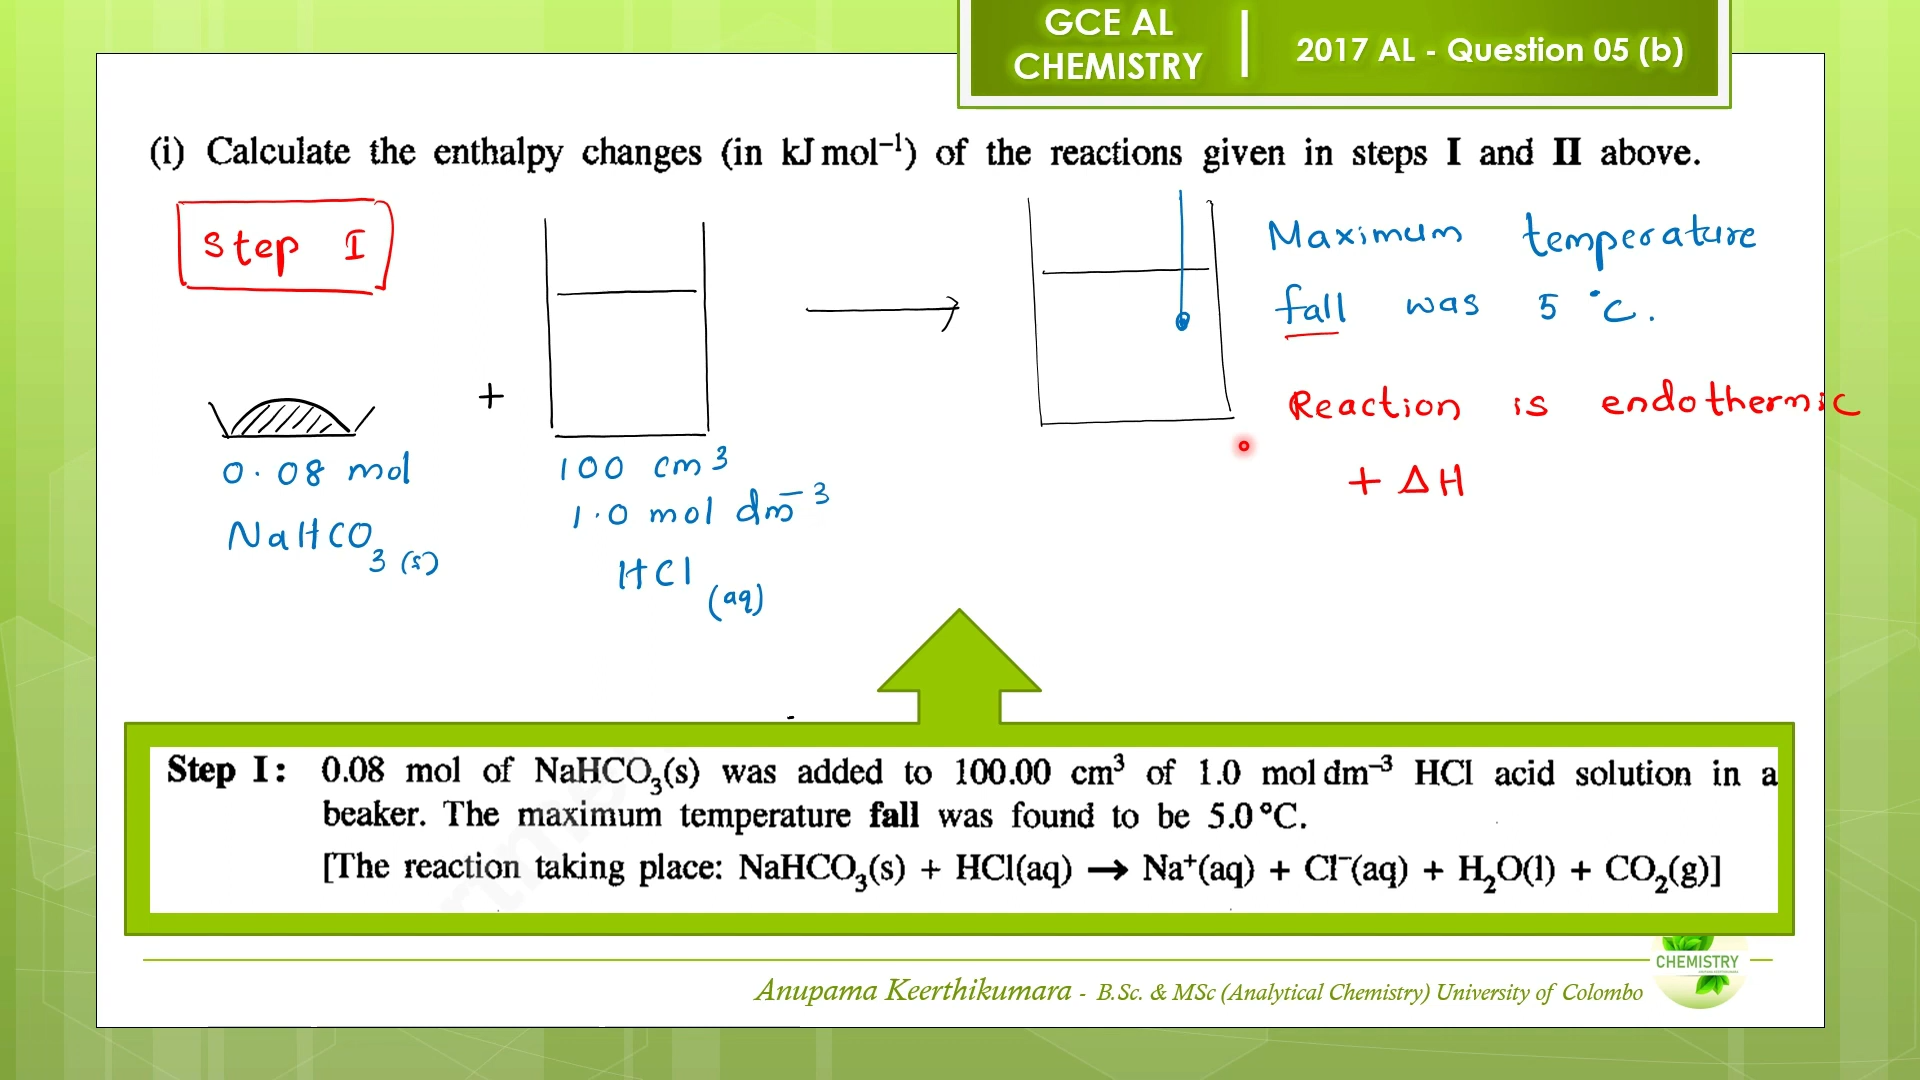 GCE AL
CHEMISTRY
2017 AL - Question 05 (b)
(i) Calculate the enthalpy changes (in kJ mol⁻¹) of the reactions given in steps I and II above.
Step I
Maximum temperature
fall was 5 °C.
Reaction is endothermic
+ ΔH
+
0.08 mol
NaHCO₃(s)
100 cm³
1.0 mol dm⁻³
HCl (aq)
Step I: 0.08 mol of NaHCO₃(s) was added to 100.00 cm³ of 1.0 mol dm⁻³ HCl acid solution in a
beaker. The maximum temperature fall was found to be 5.0 °C.
[The reaction taking place: NaHCO₃(s) + HCl(aq) → Na⁺(aq) + Cl⁻(aq) + H₂O(l) + CO₂(g)]
CHEMISTRY
Anupama Keerthikumara - B.Sc. & MSc (Analytical Chemistry) University of Colombo